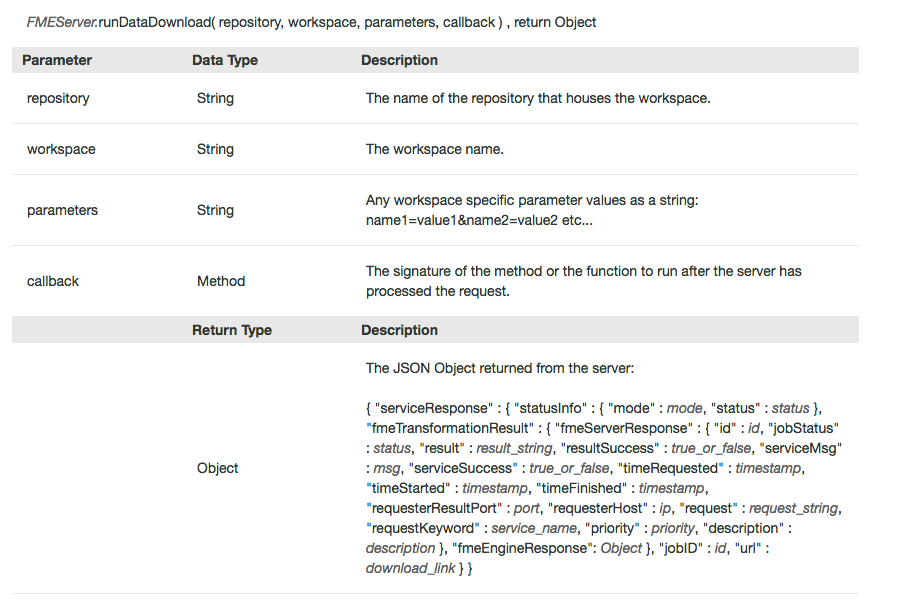 FMEServer.runDataDownload( repository, workspace, parameters, callback ) , return Object
Parameter Data Type Description
repository String The name of the repository that houses the workspace.
workspace String The workspace name.
parameters String Any workspace specific parameter values as a string:
name1=value1&name2=value2 etc...
callback Method The signature of the method or the function to run after the server has
processed the request.
Return Type Description
The JSON Object returned from the server:
Object
{ "serviceResponse" : { "statusInfo" : { "mode" : mode, "status" : status },
"fmeTransformationResult" : { "fmeServerResponse" : { "id" : id, "jobStatus"
: status, "result" : result_string, "resultSuccess" : true_or_false, "serviceMsg"
: msg, "serviceSuccess" : true_or_false, "timeRequested" : timestamp,
"timeStarted" : timestamp, "timeFinished" : timestamp,
"requesterResultPort" : port, "requesterHost" : ip, "request" : request_string,
"requestKeyword" : service_name, "priority" : priority, "description" :
description }, "fmeEngineResponse": Object }, "jobID" : id, "url" :
download_link } }